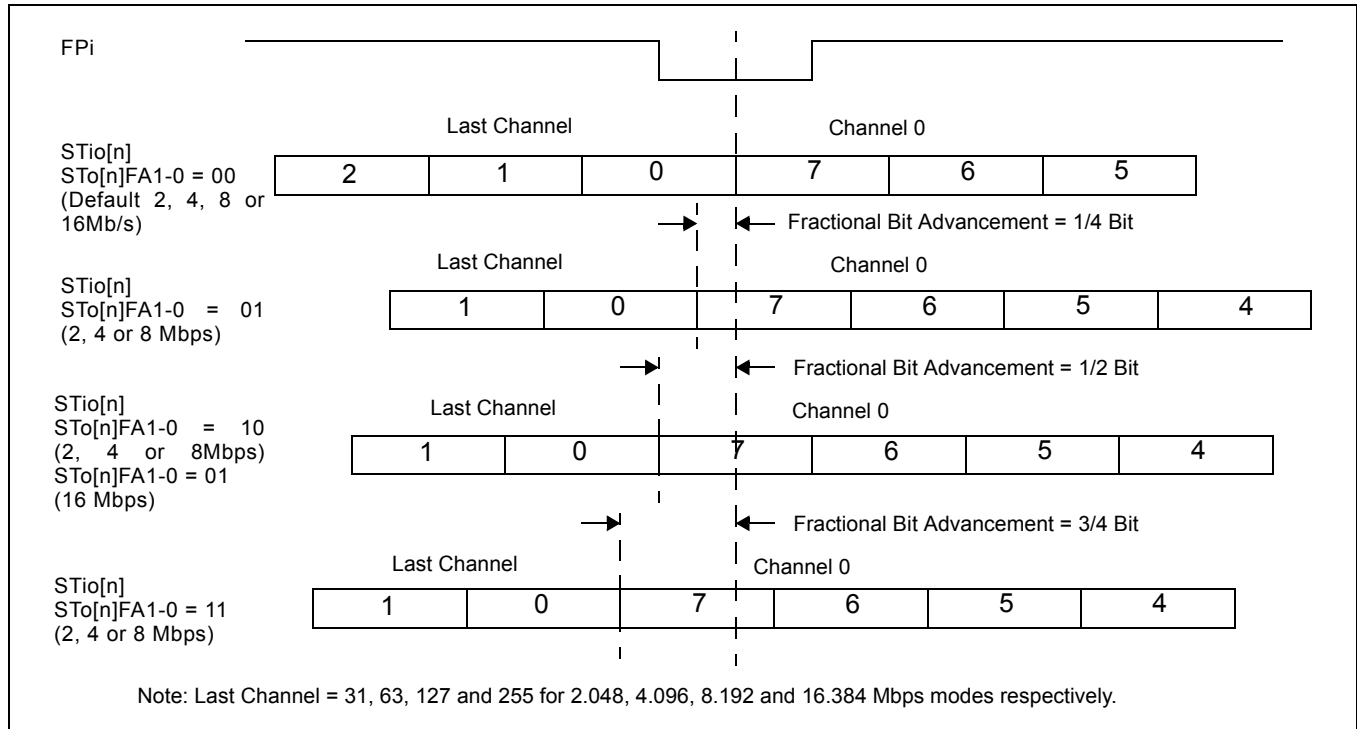 FPi
Last Channel Channel 0
STio[n]
STo[n]FA1-0 = 00
(Default 2, 4, 8 or
16Mb/s)
2 1 0 7 6 5
Fractional Bit Advancement = 1/4 Bit
Last Channel Channel 0
STio[n]
STo[n]FA1-0 = 01
(2, 4 or 8 Mbps)
1 0 7 6 5 4
Fractional Bit Advancement = 1/2 Bit
Last Channel Channel 0
STio[n]
STo[n]FA1-0 = 10
(2, 4 or 8Mbps)
STo[n]FA1-0 = 01
(16 Mbps)
1 0 7 6 5 4
Fractional Bit Advancement = 3/4 Bit
Last Channel Channel 0
STio[n]
STo[n]FA1-0 = 11
(2, 4 or 8 Mbps)
1 0 7 6 5 4
Note: Last Channel = 31, 63, 127 and 255 for 2.048, 4.096, 8.192 and 16.384 Mbps modes respectively.